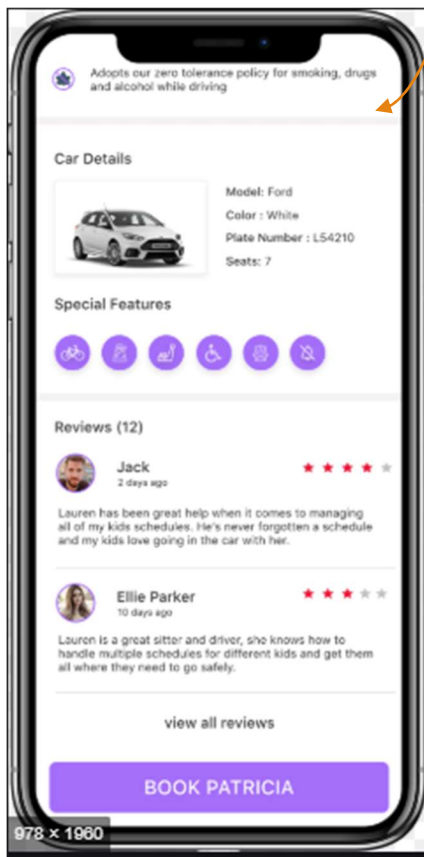 Adopts our zero tolerance policy for smoking, drugs
and alcohol while driving
Car Details
Model: Ford
Color : White
Plate Number : L54210
Seats: 7
Special Features
Reviews (12)
Jack
2 days ago
Lauren has been great help when it comes to managing
all of my kids schedules. He's never forgotten a schedule
and my kids love going in the car with her.
Ellie Parker
10 days ago
Lauren is a great sitter and driver, she knows how to
handle multiple schedules for different kids and get them
all where they need to go safely.
view all reviews
BOOK PATRICIA
978 × 1960